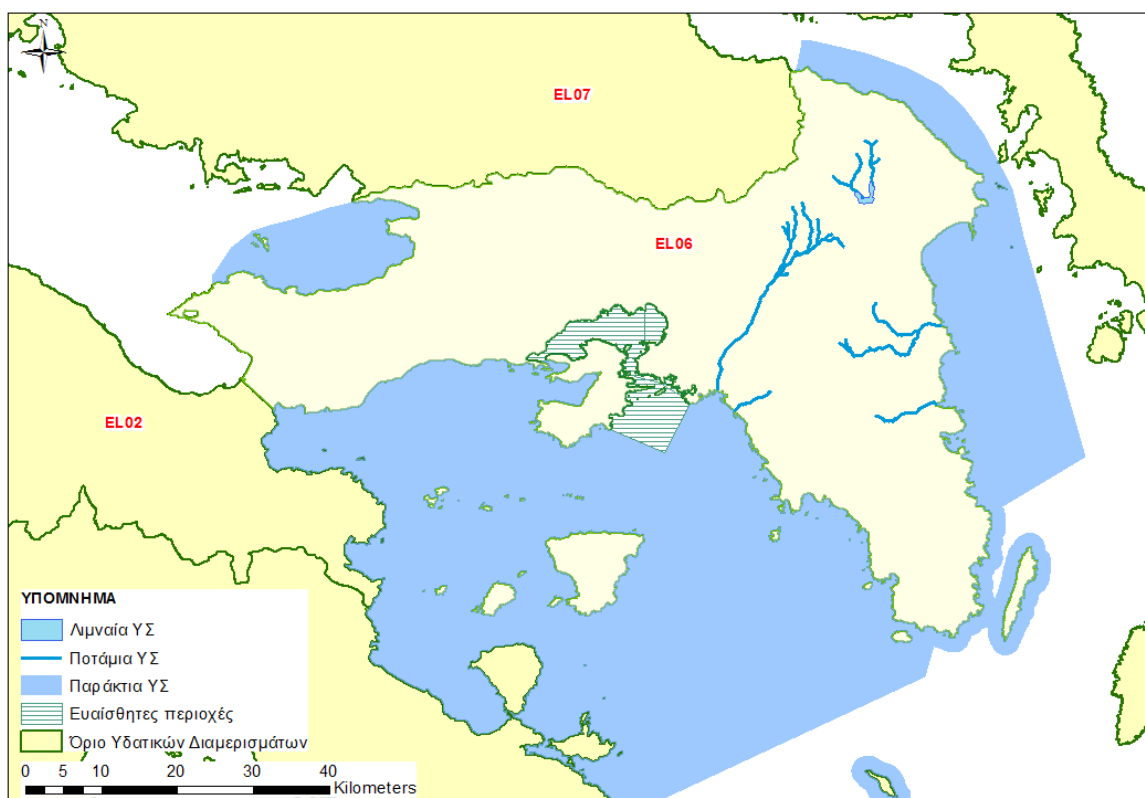 N
EL07
EL06
EL02
ΥΠΟΜΝΗΜΑ
Λιμναία ΥΣ
Ποτάμια ΥΣ
Παράκτια ΥΣ
Ευαίσθητες περιοχές
Όριο Υδατικών Διαμερισμάτων
0 5 10 20 30 40
Kilometers